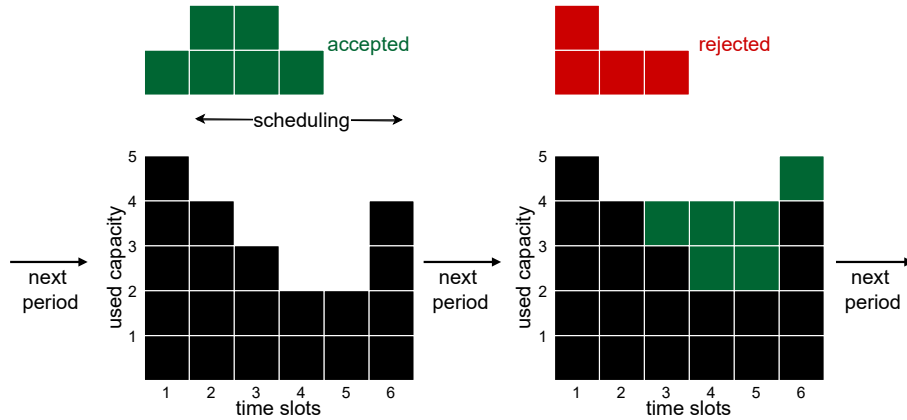 accepted
rejected
scheduling
5
4
3
2
1
used capacity
1 2 3 4 5 6
time slots
next
period
next
period
5
4
3
2
1
used capacity
1 2 3 4 5 6
time slots
next
period